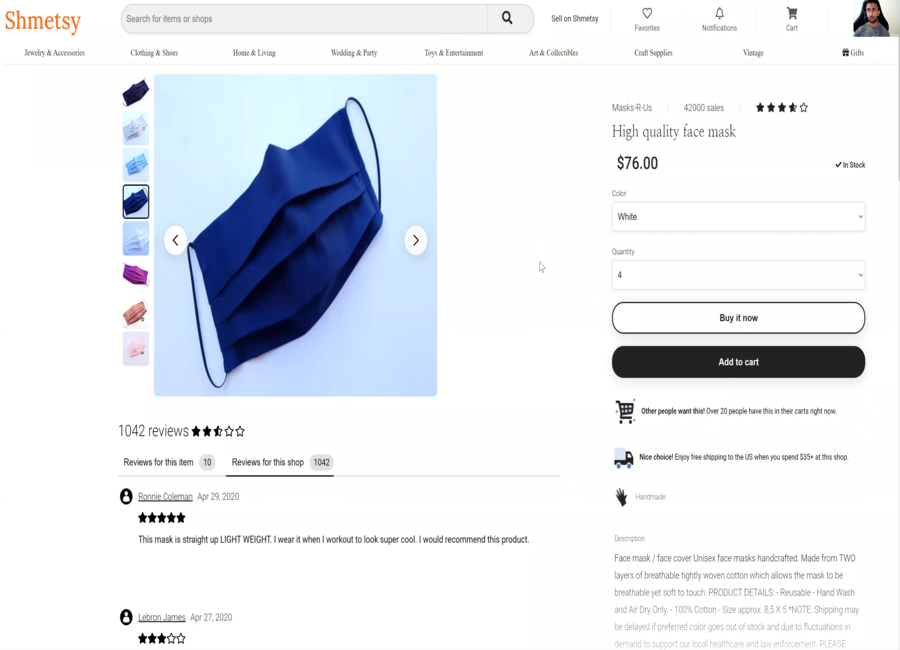 Shmetsy
Search for items or shops
Sell on Shmetsy
Favorites
Notifications
Cart
Jewelry & Accessories
Clothing & Shoes
Home & Living
Wedding & Party
Toys & Entertainment
Art & Collectibles
Craft Supplies
Vintage
Gifts
Masks-R-Us
42000 sales
High quality face mask
$76.00
In Stock
Color
White
Quantity
4
Buy it now
Add to cart
Other people want this! Over 20 people have this in their carts right now.
Nice choice! Enjoy free shipping to the US when you spend $35+ at this shop.
Handmade
Description
Face mask / face cover Unisex face masks handcrafted. Made from TWO
layers of breathable tightly woven cotton which allows the mask to be
breathable yet soft to touch. PRODUCT DETAILS: - Reusable - Hand Wash
and Air Dry Only. - 100% Cotton - Size approx. 8,5 X 5 *NOTE: Shipping may
be delayed if preferred color goes out of stock and due to fluctuations in
demand to support our local healthcare and law enforcement. PLEASE
1042 reviews
Reviews for this item 10
Reviews for this shop 1042
Ronnie Coleman Apr 29, 2020
This mask is straight up LIGHT WEIGHT. I wear it when I workout to look super cool. I would recommend this product.
Lebron James Apr 27, 2020